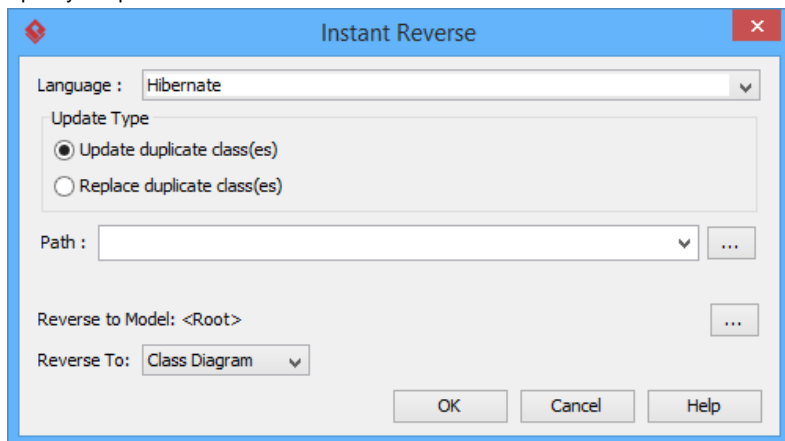 Instant Reverse
Language : Hibernate
Update Type
Update duplicate class(es)
Replace duplicate class(es)
Path : ...
Reverse to Model: <Root> ...
Reverse To: Class Diagram
OK Cancel Help